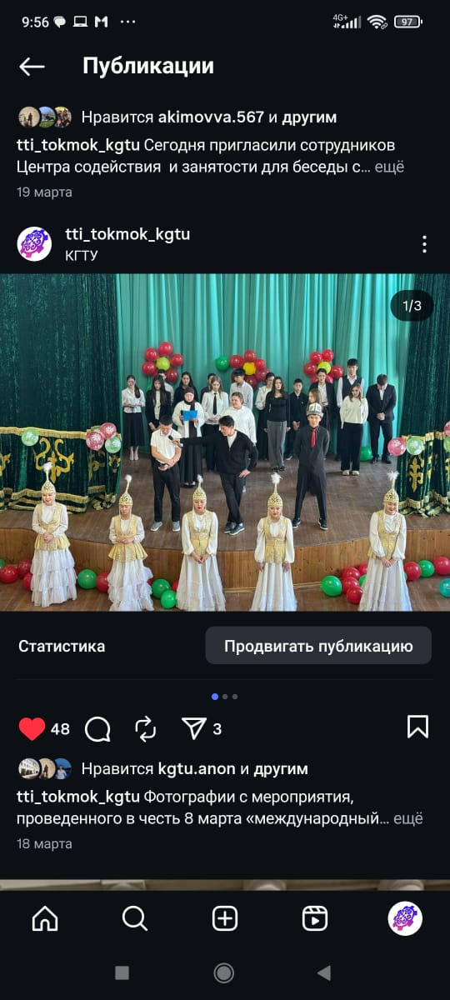 9:56
4G+
97
Публикации
Нравится akimovva.567 и другим
tti_tokmok_kgtu Сегодня пригласили сотрудников
Центра содействия и занятости для беседы с... ещё
19 марта
tti_tokmok_kgtu
КГТУ
1/3
Статистика
Продвигать публикацию
48
3
Нравится kgtu.anon и другим
tti_tokmok_kgtu Фотографии с мероприятия,
проведенного в честь 8 марта «международный... ещё
18 марта